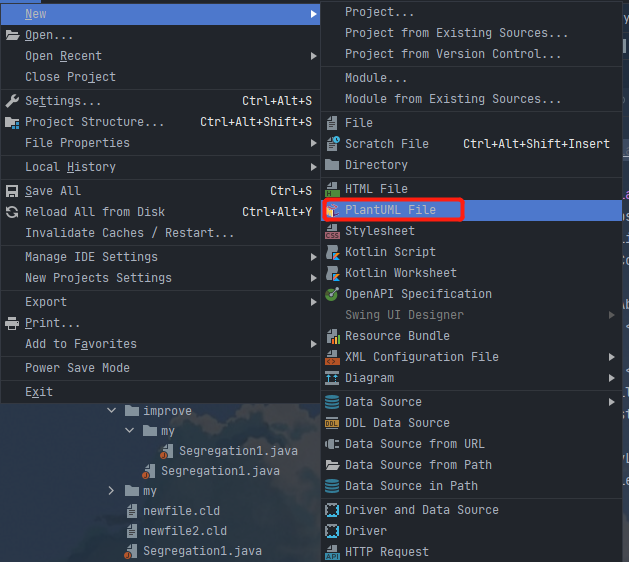 New
Open...
Open Recent
Close Project
Settings... Ctrl+Alt+S
Project Structure... Ctrl+Alt+Shift+S
File Properties
Local History
Save All Ctrl+S
Reload All from Disk Ctrl+Alt+Y
Invalidate Caches / Restart...
Manage IDE Settings
New Projects Settings
Export
Print...
Add to Favorites
Power Save Mode
Exit
improve
my
Segregation1.java
Segregation1.java
my
newfile.cld
newfile2.cld
Segregation1.java
Project...
Project from Existing Sources...
Project from Version Control...
Module...
Module from Existing Sources...
File
Scratch File Ctrl+Alt+Shift+Insert
Directory
HTML File
PlantUML File
Stylesheet
Kotlin Script
Kotlin Worksheet
OpenAPI Specification
Swing UI Designer
Resource Bundle
XML Configuration File
Diagram
Data Source
DDL Data Source
Data Source from URL
Data Source from Path
Data Source in Path
Driver and Data Source
Driver
HTTP Request